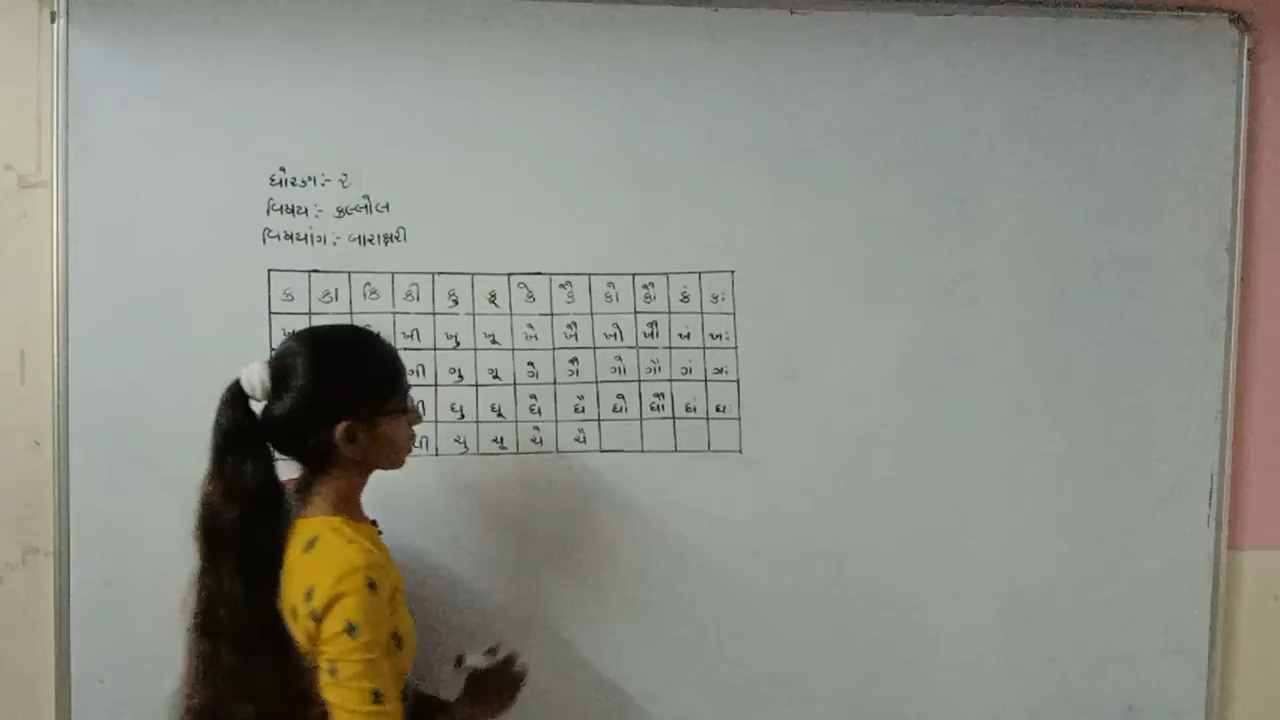 ધોરણ:- ૨
વિષય:- કલ્લોલ
વિષયાંગ:- બારાક્ષરી
ક કા કિ કી કુ કૂ કે કૈ કો કૌ કં કઃ
ખી ખુ ખૂ ખે ખૈ ખો ખૌ ખં ખઃ
ગી ગુ ગૂ ગે ગૈ ગો ગૌ ગં ગઃ
ઘુ ઘૂ ઘે ઘૈ ઘો ઘૌ ઘં ઘઃ
ચુ ચૂ ચે ચૈ